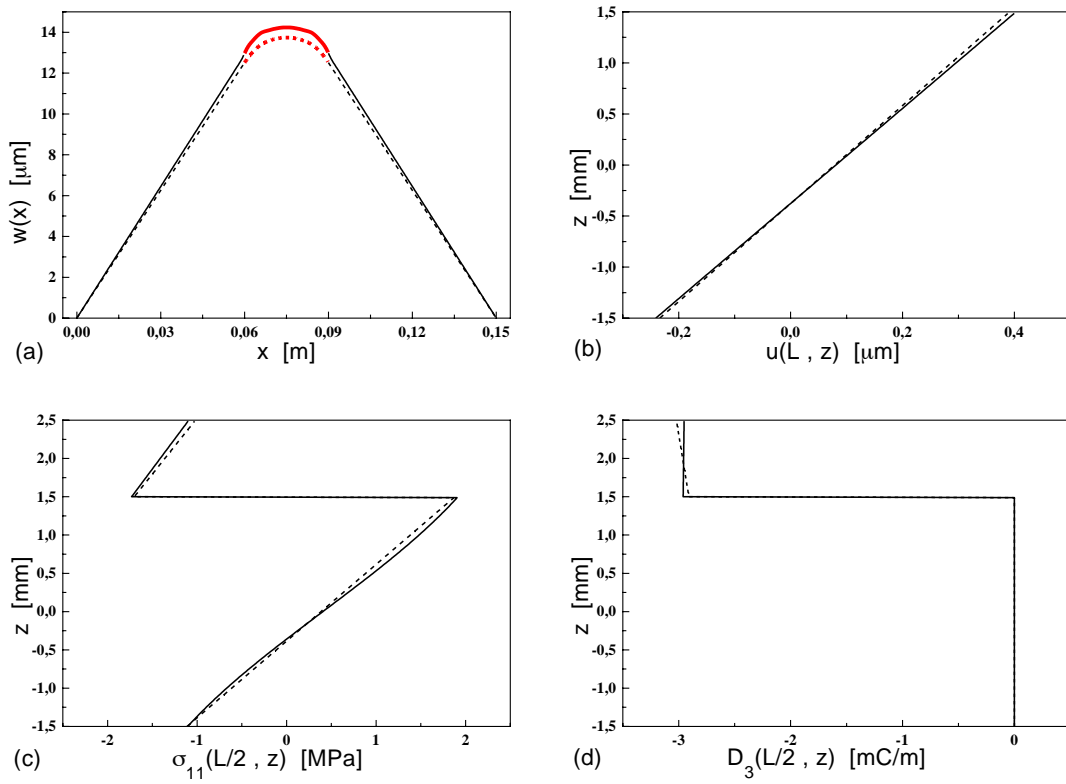 14
12
10
8
6
4
2
0
w(x) [μm]
0,00 0,03 0,06 0,09 0,12 0,15
(a) x [m]
1,5
1,0
0,5
0,0
-0,5
-1,0
-1,5
z [mm]
-0,2 0,0 0,2 0,4
(b) u(L , z) [μm]
2,5
2,0
1,5
1,0
0,5
0,0
-0,5
-1,0
-1,5
z [mm]
-2 -1 0 1 2
(c) σ11(L/2 , z) [MPa]
2,5
2,0
1,5
1,0
0,5
0,0
-0,5
-1,0
-1,5
z [mm]
-3 -2 -1 0
(d) D3(L/2 , z) [mC/m]